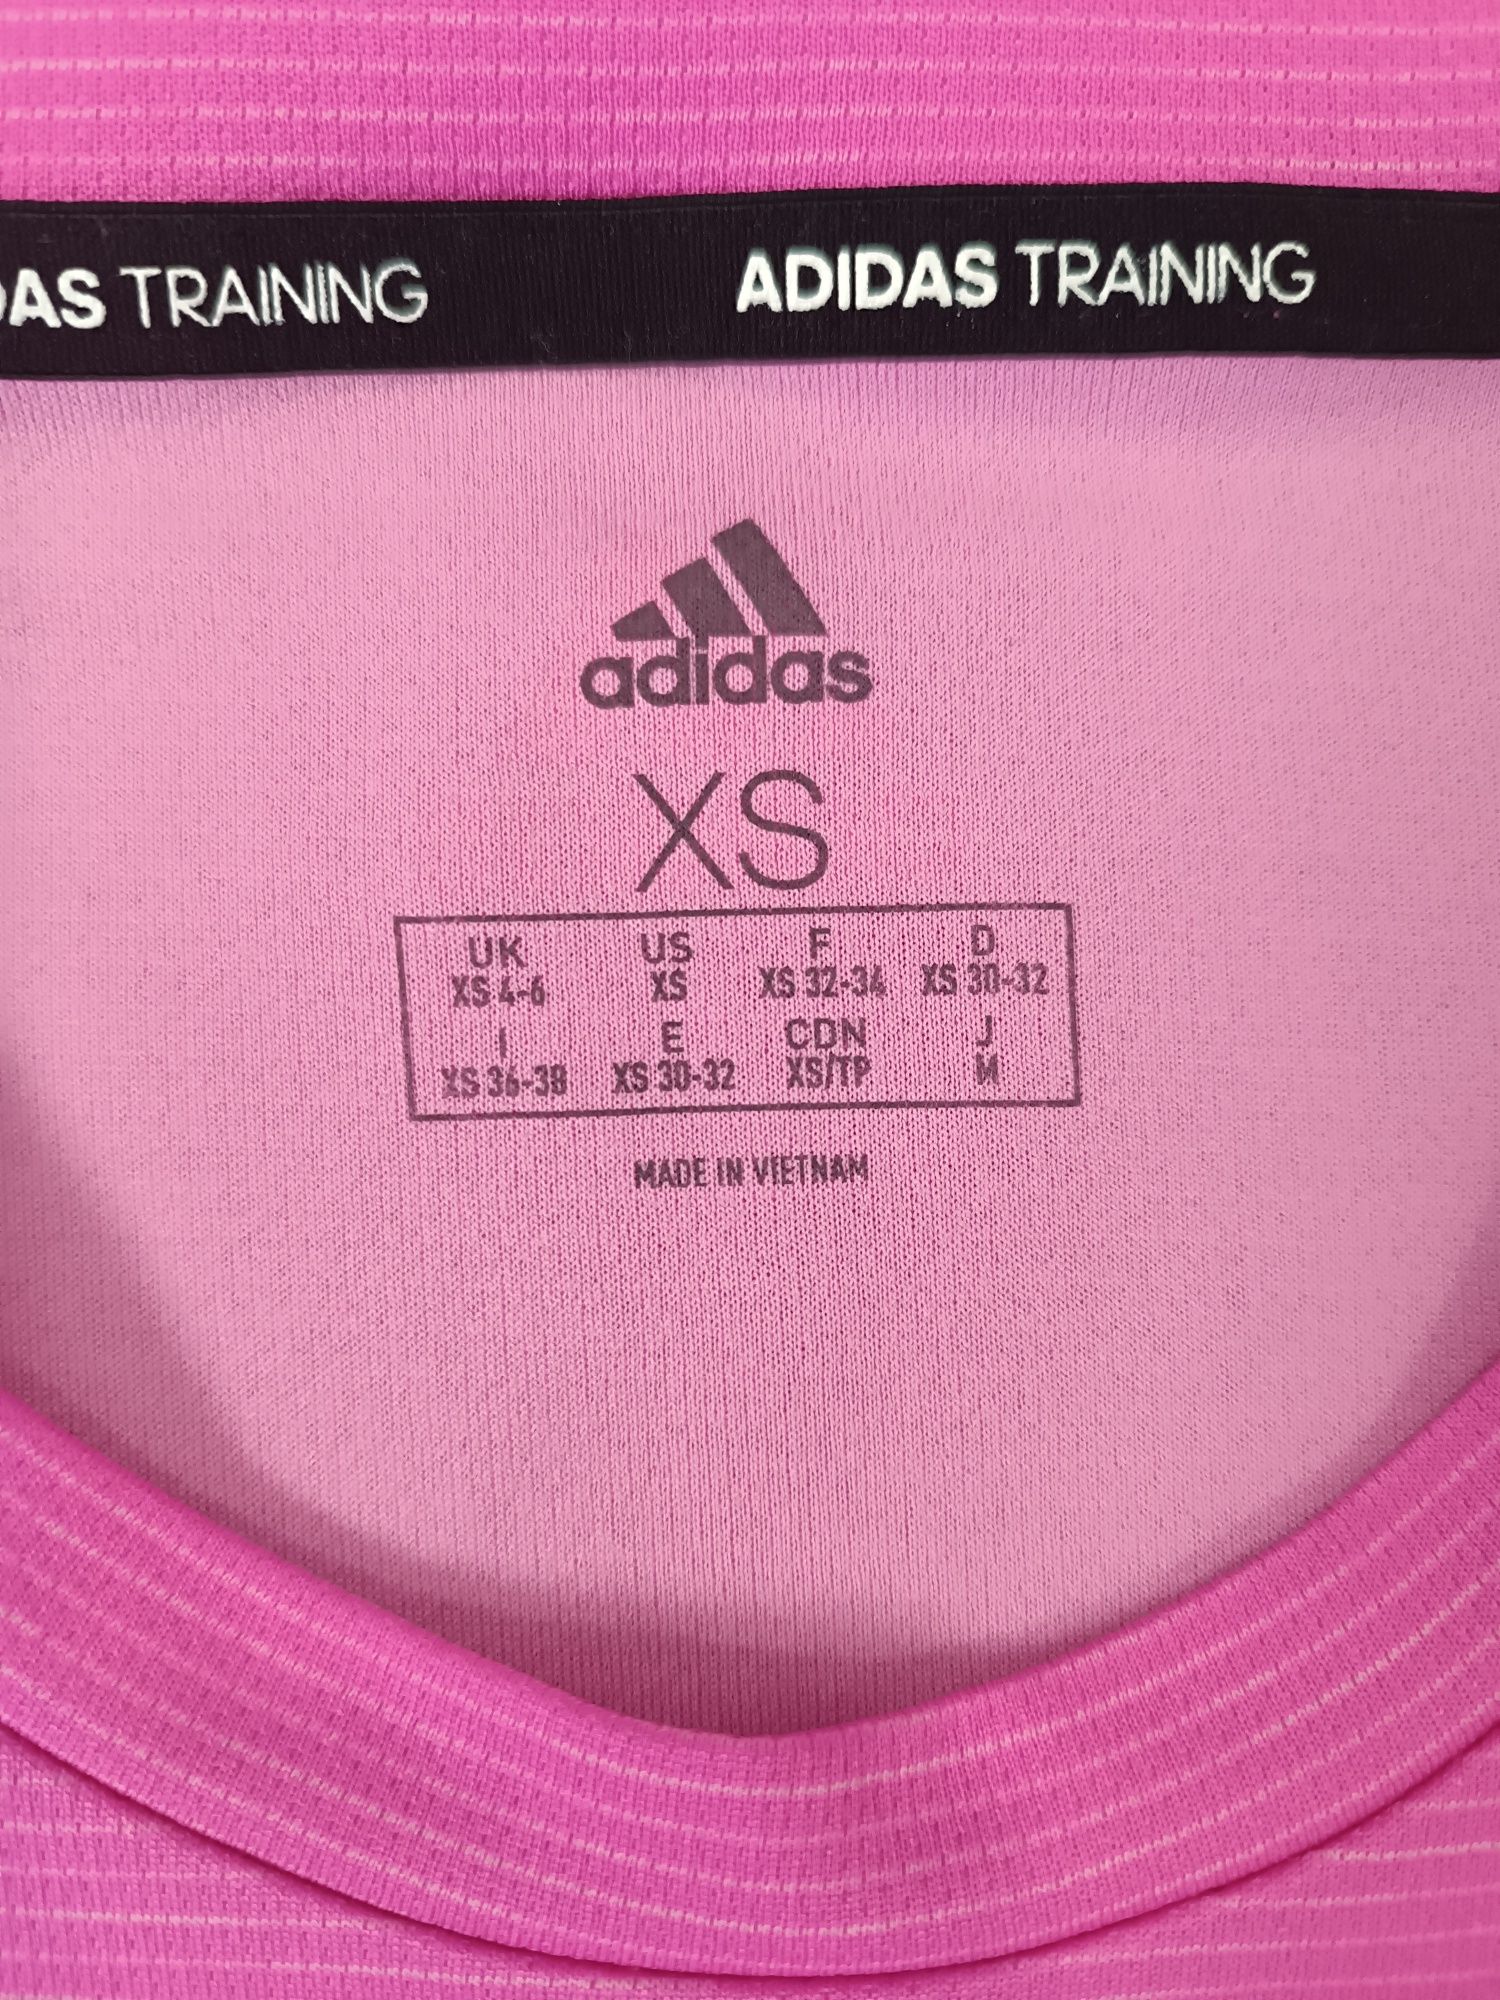 DAS TRAINING ADIDAS TRAINING
adidas
XS
UK US F D
XS 4-6 XS XS 32-34 XS 30-32
I E CDN J
XS 36-38 XS 30-32 XS/TP M
MADE IN VIETNAM